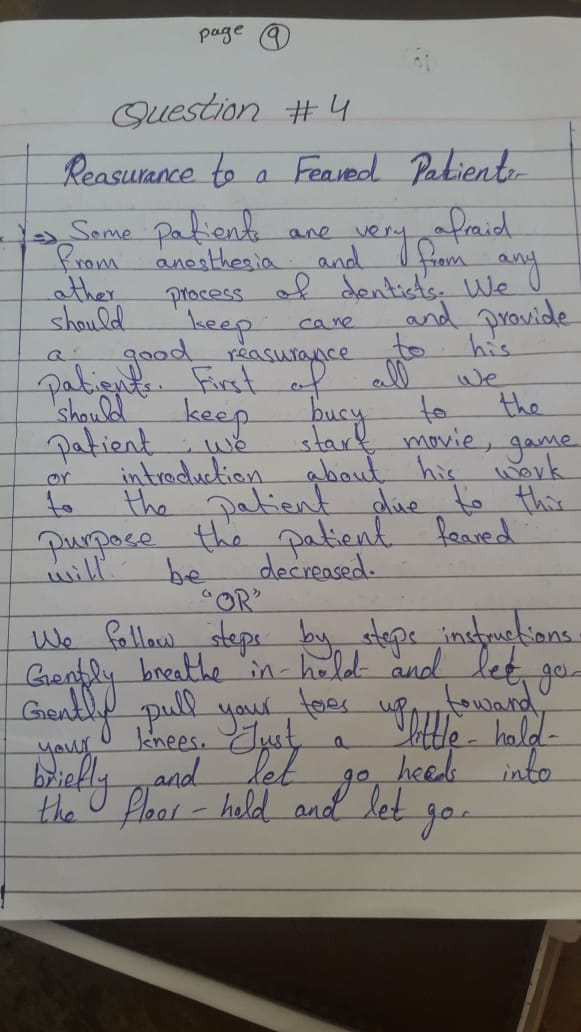 page 9
Question # 4
Reasurance to a Feared Patient:-
=> Some patients are very afraid
from anesthesia and from any
other process of dentists. We
should keep care and provide
a good reasurance to his
patients. First of all we
should keep bucy to the
patient. we start movie, game
or introduction about his work
to the patient due to this
purpose the patient feared
will be decreased.
"OR"
We follow steps by steps instructions.
Gently breathe in-hold- and let go-
Gently pull your toes up, toward
your knees. Just a little-hold-
briefly and let go heeds into
the floor-hold and let go.